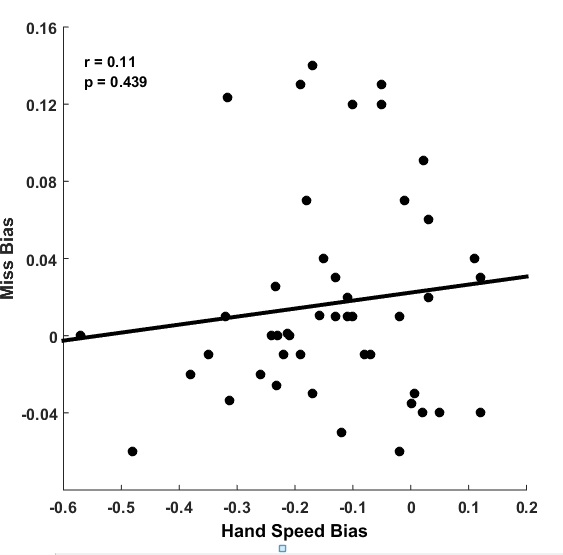 0.16
r = 0.11
p = 0.439
0.12
0.08
0.04
0
-0.04
Miss Bias
-0.6 -0.5 -0.4 -0.3 -0.2 -0.1 0 0.1 0.2
Hand Speed Bias